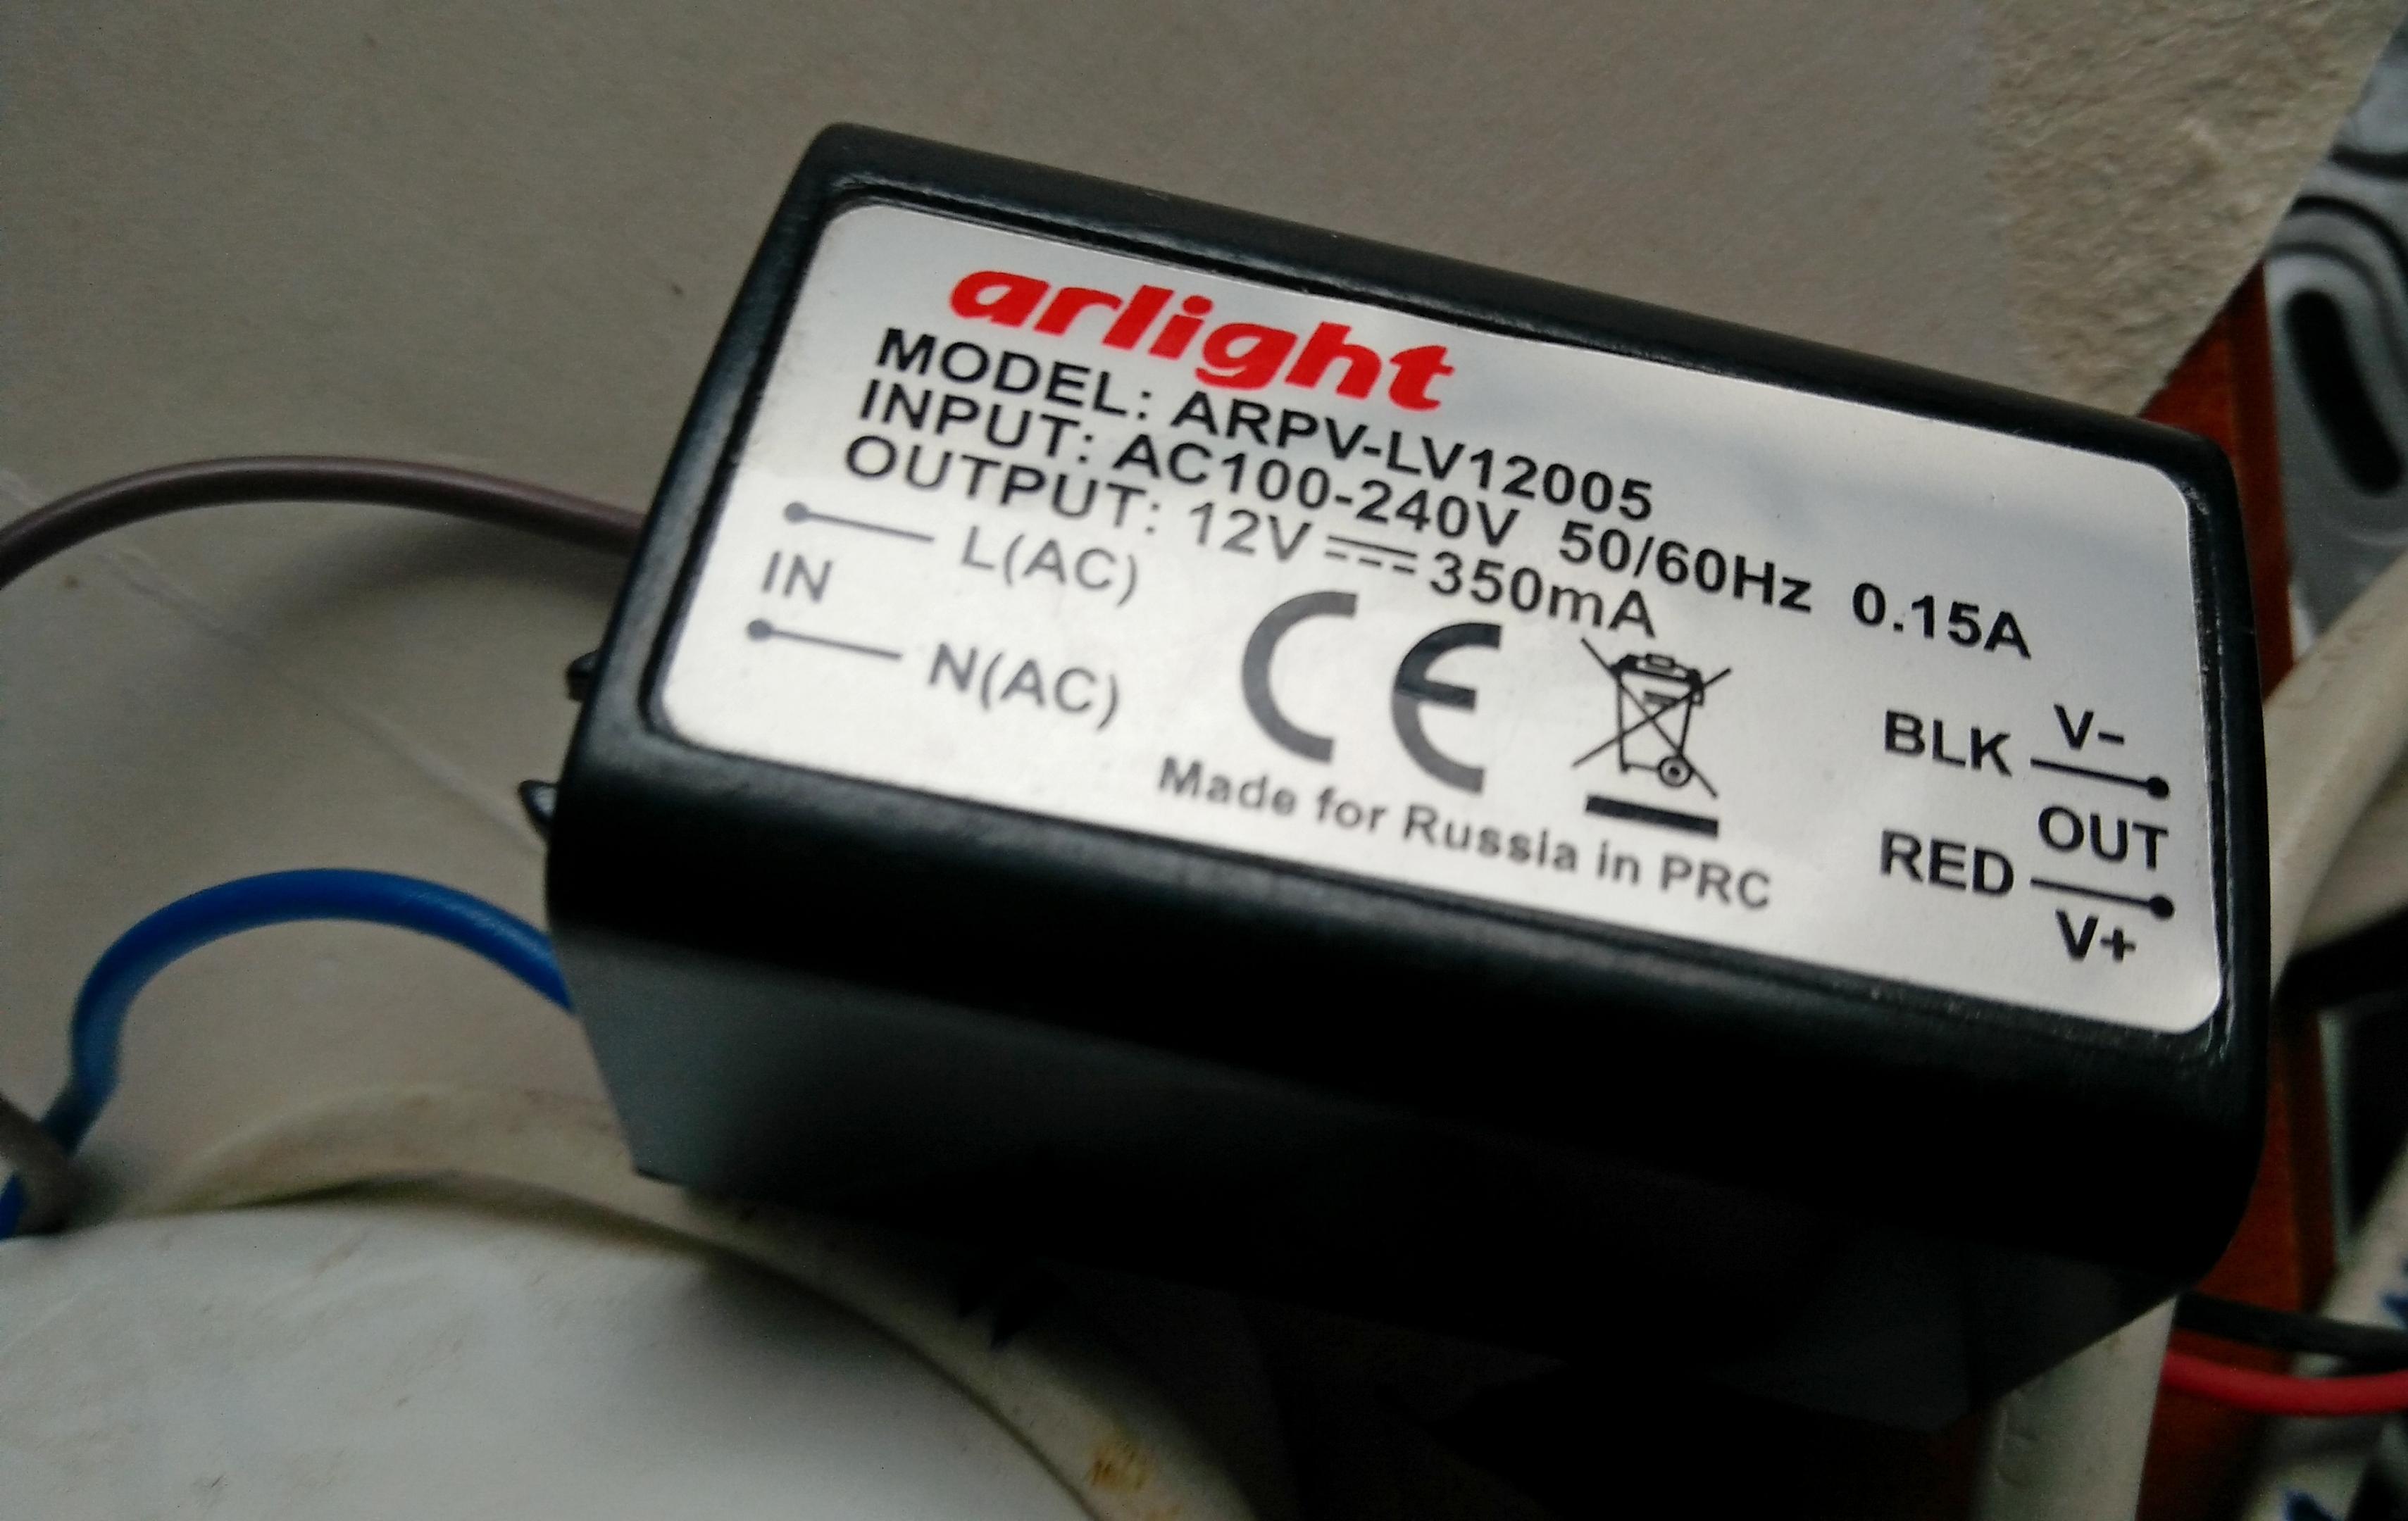 arlight
MODEL: ARPV-LV12005
INPUT: AC100-240V 50/60Hz 0.15A
OUTPUT: 12V 350mA
L(AC)
IN
N(AC)
CE
Made for Russia in PRC
V-
BLK
OUT
RED
V+